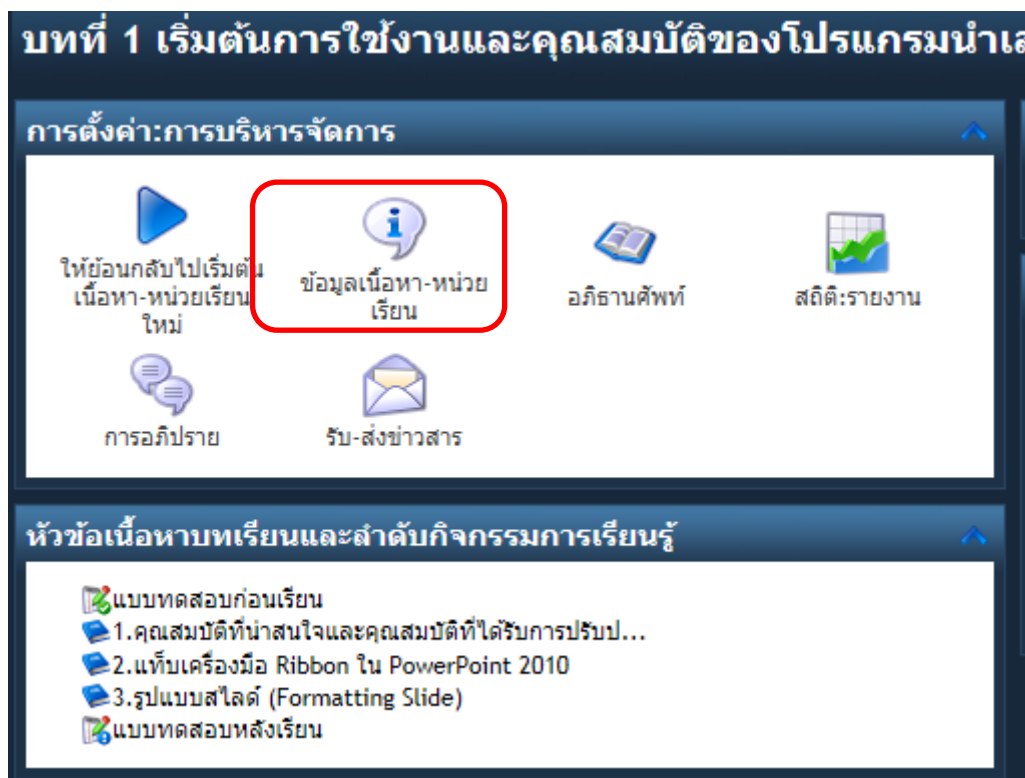 บทที่ 1 เริ่มต้นการใช้งานและคุณสมบัติของโปรแกรมนำเส
การตั้งค่า:การบริหารจัดการ
ให้ย้อนกลับไปเริ่มต้น
เนื้อหา-หน่วยเรียน
ใหม่
ข้อมูลเนื้อหา-หน่วย
เรียน
อภิธานศัพท์
สถิติ:รายงาน
การอภิปราย
รับ-ส่งข่าวสาร
หัวข้อเนื้อหาบทเรียนและลำดับกิจกรรมการเรียนรู้
แบบทดสอบก่อนเรียน
1.คุณสมบัติที่น่าสนใจและคุณสมบัติที่ได้รับการปรับป...
2.แท็บเครื่องมือ Ribbon ใน PowerPoint 2010
3.รูปแบบสไลด์ (Formatting Slide)
แบบทดสอบหลังเรียน